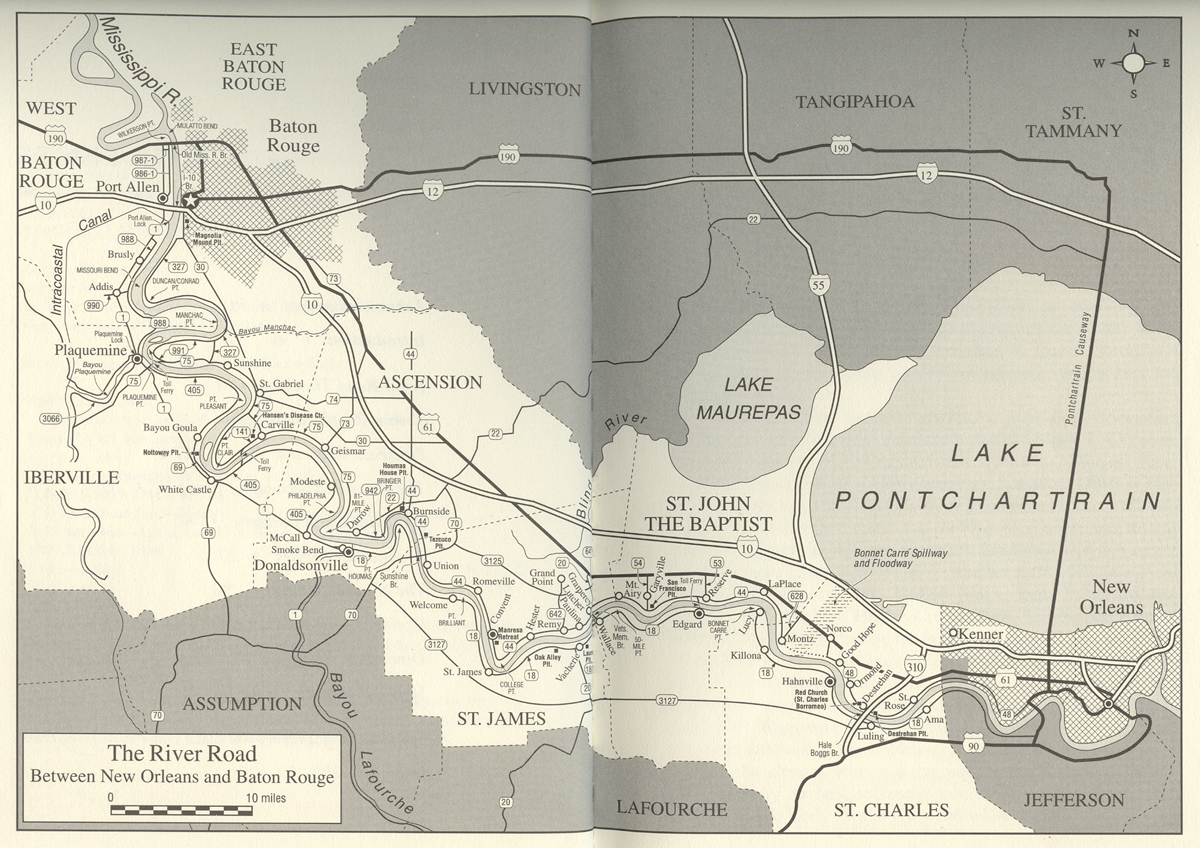 Mississippi R.
EAST
BATON
ROUGE
LIVINGSTON
TANGIPAHOA
ST.
TAMMANY
N
W
E
S
WEST
BATON
ROUGE
190
WILKERSON PT.
MULATTO BEND
Baton
Rouge
Old Miss. R. Br.
987-1
986-1
I-10
Br.
Port Allen
10
190
12
190
12
Canal
Port Allen
Lock
1
Magnolia
Mound Plt.
22
988
Brusly
327
30
MISSOURI BEND
Intracoastal
DUNCAN/CONRAD
PT.
73
55
Addis
990
10
1
988
MANCHAC
PT.
Bayou Manchac
Plaquemine
Lock
Plaquemine
991
75
327
Sunshine
44
Pontchartrain Causeway
Bayou
Plaquemine
75
Toll
Ferry
405
St. Gabriel
ASCENSION
LAKE
MAUREPAS
PLAQUEMINE
PT.
1
PT.
PLEASANT
75
74
3066
Hansen's Disease Ctr.
Carville
75
73
61
22
River
Bayou Goula
141
30
Nottoway Plt.
PT.
CLAIR
Geismar
LAKE
PONTCHARTRAIN
69
Toll
Ferry
IBERVILLE
White Castle
405
Houmas
House Plt.
BRINGIER
PT.
75
Modeste
PHILADELPHIA
PT.
81-
MILE
PT.
942
22
44
Blind
ST. JOHN
THE BAPTIST
1
405
Darrow
Burnside
44
70
69
McCall
Smoke Bend
Donaldsonville
18
PT.
HOUMAS
Tezcuco
Plt.
10
Bonnet Carré Spillway
and Floodway
Sunshine
Br.
Union
3125
Grand
Point
20
54
Garyville
San
Francisco
Plt.
Toll Ferry
53
Reserve
44
LaPlace
628
New
Orleans
44
Romeville
Gramercy
Lutcher
Paulina
Mt.
Airy
1
70
Welcome
PT.
BRILLIANT
Convent
Hester
642
Remy
Wallace
Vets.
Mem.
Br.
18
50-
MILE
PT.
Edgard
BONNET
CARRE
PT.
Lucy
Montz
Norco
Good Hope
Kenner
18
Manresa
Retreat
44
3127
Oak Alley
Plt.
Vacherie
Killona
18
310
St. James
18
COLLEGE
PT.
Hahnville
48
Ormond
Destrehan
61
ASSUMPTION
Bayou
Lafourche
ST. JAMES
3127
Red Church
(St. Charles
Borromeo)
St.
Rose
48
70
18
Ama
Luling
Destrehan Plt.
Hale
Boggs Br.
90
The River Road
Between New Orleans and Baton Rouge
0
10 miles
20
LAFOURCHE
ST. CHARLES
JEFFERSON